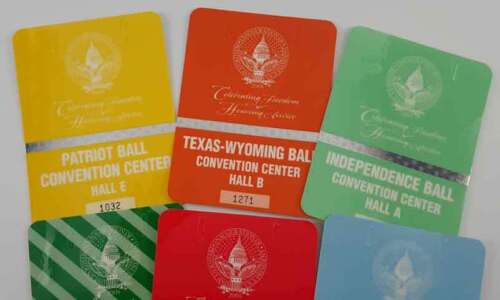 Celebrating Freedom
Honoring Service
PATRIOT BALL
CONVENTION CENTER
HALL E
1032
Celebrating Freedom
Honoring Service
TEXAS-WYOMING BALL
CONVENTION CENTER
HALL B
1271
Celebrating Freedom
Honoring Service
INDEPENDENCE BALL
CONVENTION CENTER
HALL A